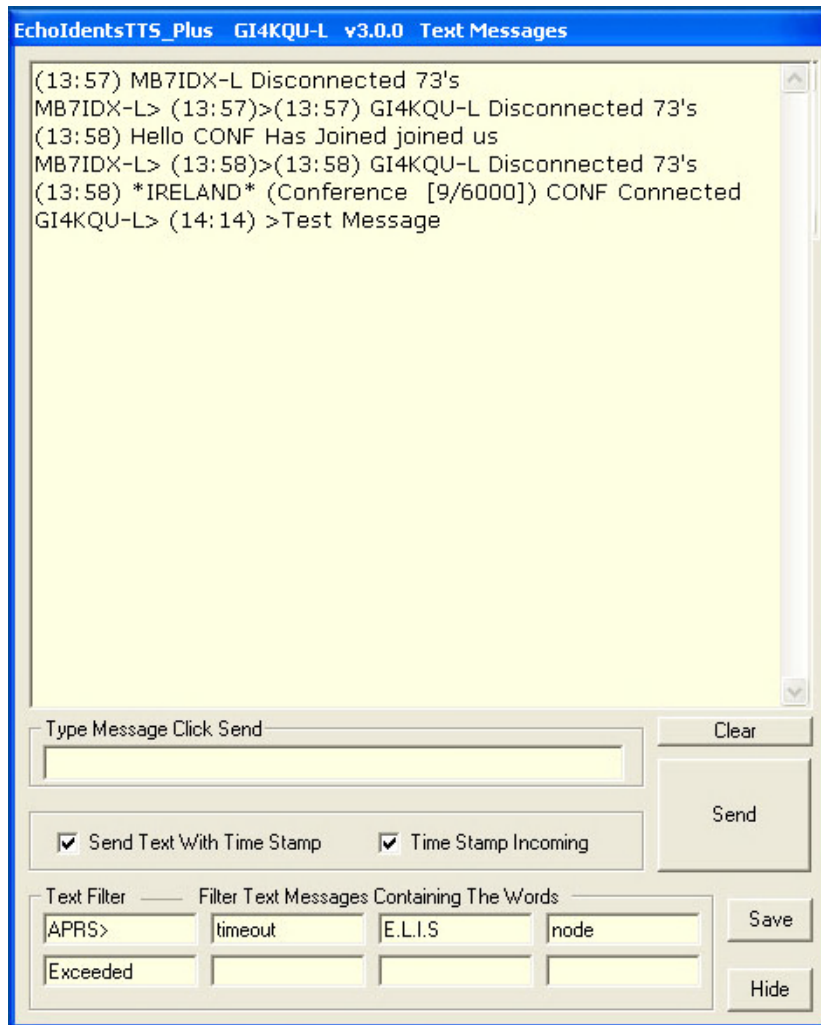 EchoIdentsTTS_Plus GI4KQU-L v3.0.0 Text Messages
(13:57) MB7IDX-L Disconnected 73's
MB7IDX-L> (13:57)>(13:57) GI4KQU-L Disconnected 73's
(13:58) Hello CONF Has Joined joined us
MB7IDX-L> (13:58)>(13:58) GI4KQU-L Disconnected 73's
(13:58) *IRELAND* (Conference [9/6000]) CONF Connected
GI4KQU-L> (14:14) >Test Message
Type Message Click Send
Clear
Send
Send Text With Time Stamp Time Stamp Incoming
Text Filter Filter Text Messages Containing The Words
APRS> timeout E.L.I.S node
Save
Exceeded
Hide